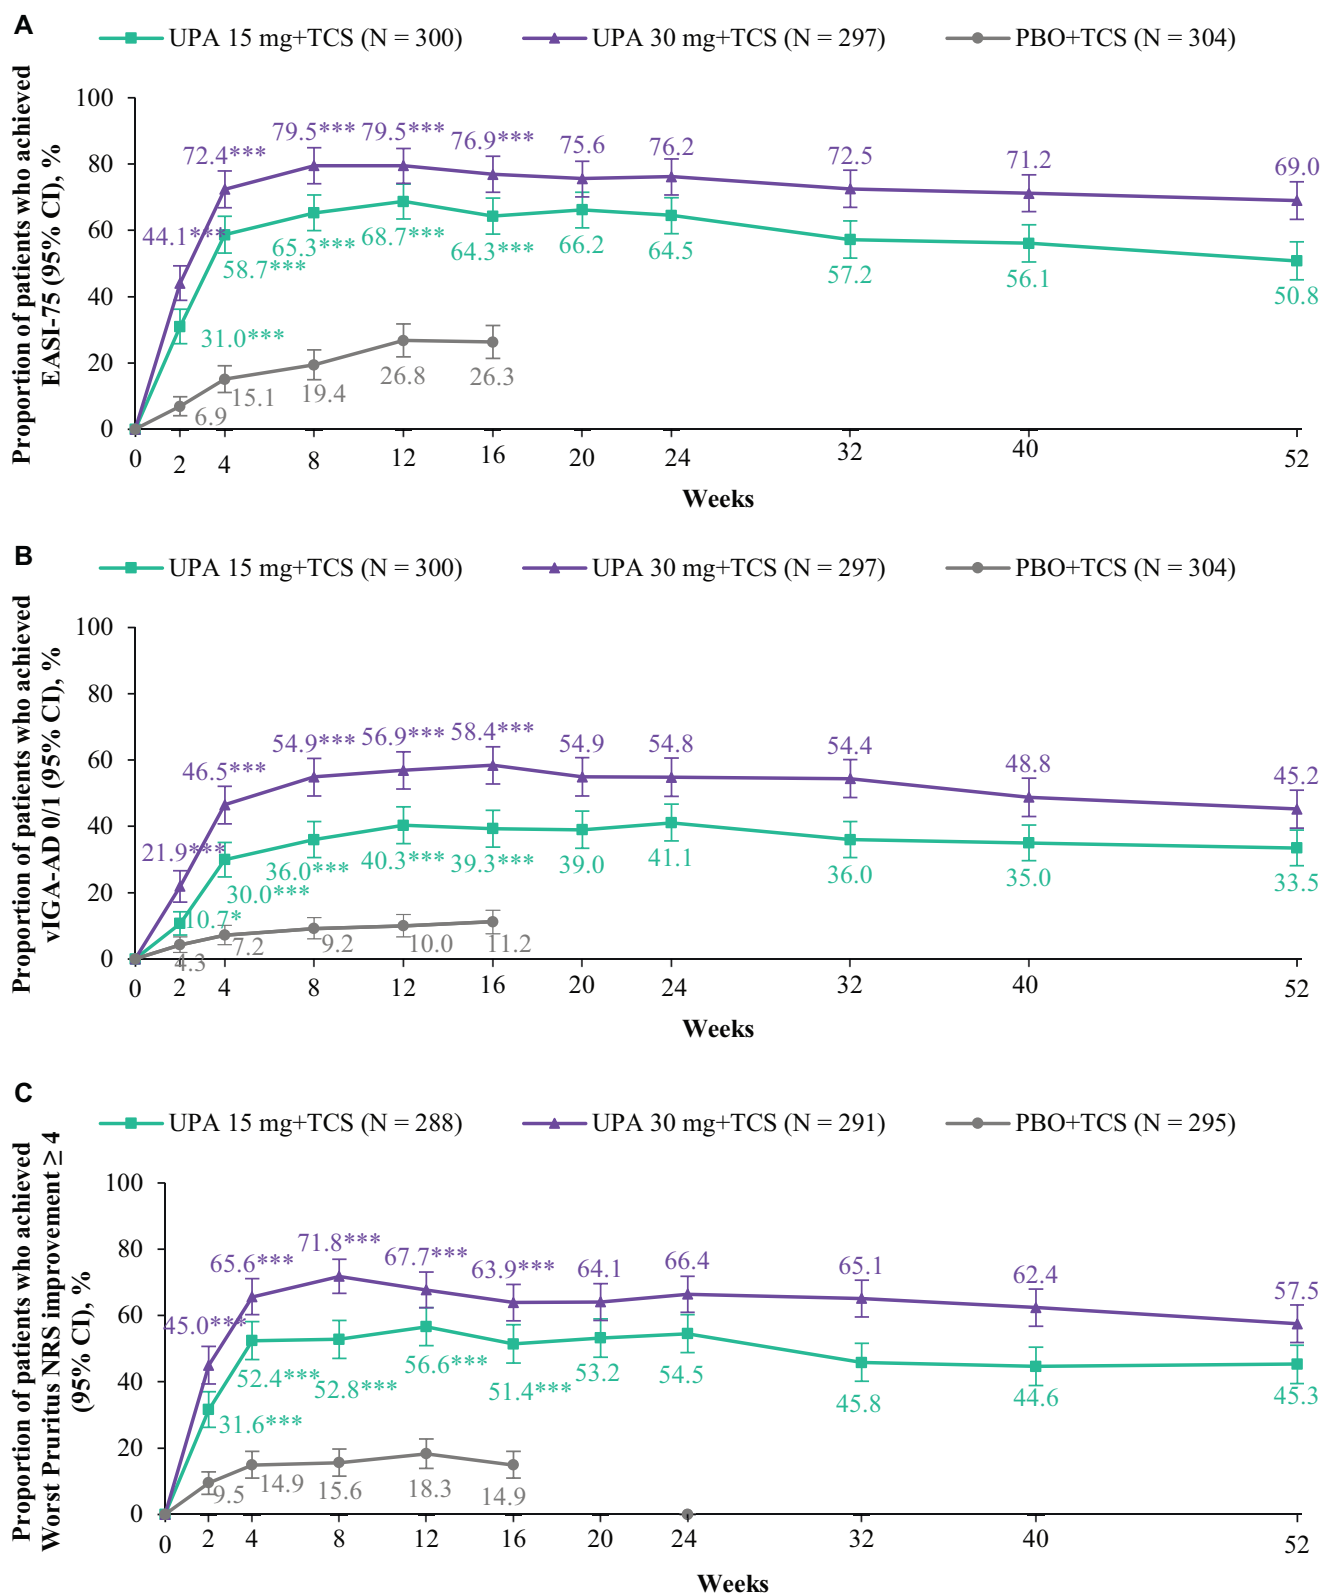 A
UPA 15 mg+TCS (N = 300) UPA 30 mg+TCS (N = 297) PBO+TCS (N = 304)
Proportion of patients who achieved
EASI-75 (95% CI), %
100
80
60
40
20
0
44.1*** 72.4*** 79.5*** 79.5*** 76.9*** 75.6 76.2 72.5 71.2 69.0
31.0*** 58.7*** 65.3*** 68.7*** 64.3*** 66.2 64.5 57.2 56.1 50.8
6.9 15.1 19.4 26.8 26.3
0 2 4 8 12 16 20 24 32 40 52
Weeks
B
UPA 15 mg+TCS (N = 300) UPA 30 mg+TCS (N = 297) PBO+TCS (N = 304)
Proportion of patients who achieved
vIGA-AD 0/1 (95% CI), %
100
80
60
40
20
0
21.9*** 46.5*** 54.9*** 56.9*** 58.4*** 54.9 54.8 54.4 48.8 45.2
10.7* 30.0*** 36.0*** 40.3*** 39.3*** 39.0 41.1 36.0 35.0 33.5
4.3 7.2 9.2 10.0 11.2
0 2 4 8 12 16 20 24 32 40 52
Weeks
C
UPA 15 mg+TCS (N = 288) UPA 30 mg+TCS (N = 291) PBO+TCS (N = 295)
Proportion of patients who achieved
Worst Pruritus NRS improvement ≥ 4
(95% CI), %
100
80
60
40
20
0
45.0*** 65.6*** 71.8*** 67.7*** 63.9*** 64.1 66.4 65.1 62.4 57.5
31.6*** 52.4*** 52.8*** 56.6*** 51.4*** 53.2 54.5 45.8 44.6 45.3
9.5 14.9 15.6 18.3 14.9
0 2 4 8 12 16 20 24 32 40 52
Weeks